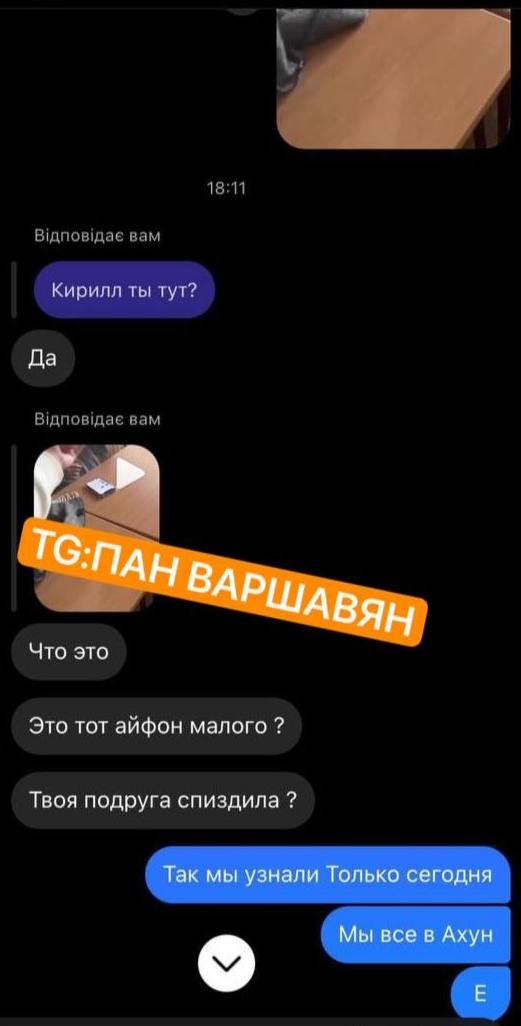 18:11
Відповідає вам
Кирилл ты тут?
Да
Відповідає вам
TG:ПАН ВАРШАВЯН
Что это
Это тот айфон малого ?
Твоя подруга спиздила ?
Так мы узнали Только сегодня
Мы все в Ахун
Е